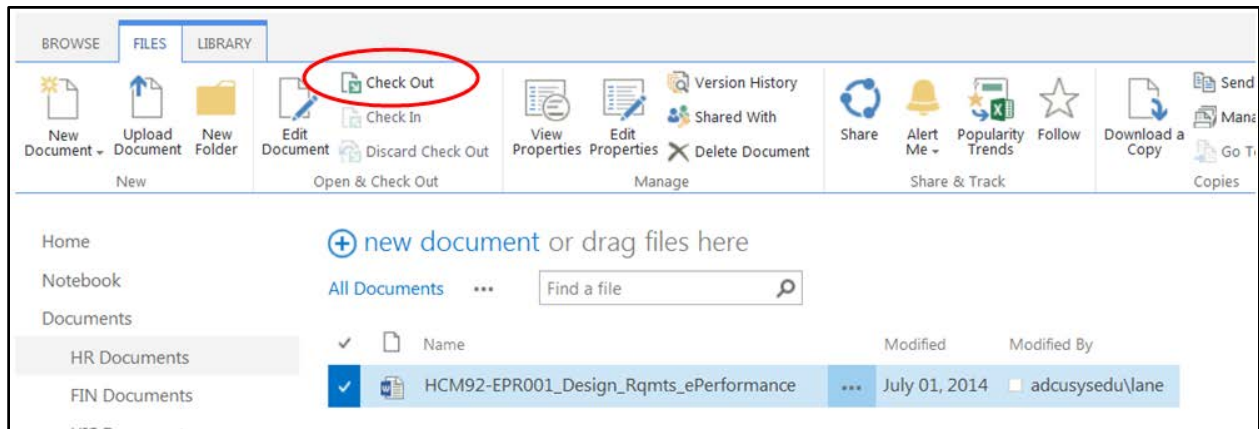 BROWSE FILES LIBRARY
New Document
Upload Document
New Folder
New
Edit Document
Check Out
Check In
Discard Check Out
Open & Check Out
View Properties
Edit Properties
Version History
Shared With
Delete Document
Manage
Share
Alert Me
Popularity Trends
Follow
Share & Track
Download a Copy
Send
Mana
Go T
Copies
Home
Notebook
Documents
HR Documents
FIN Documents
new document or drag files here
All Documents ...
Find a file
Name Modified Modified By
HCM92-EPR001_Design_Rqmts_ePerformance ... July 01, 2014 adcusysedu\lane